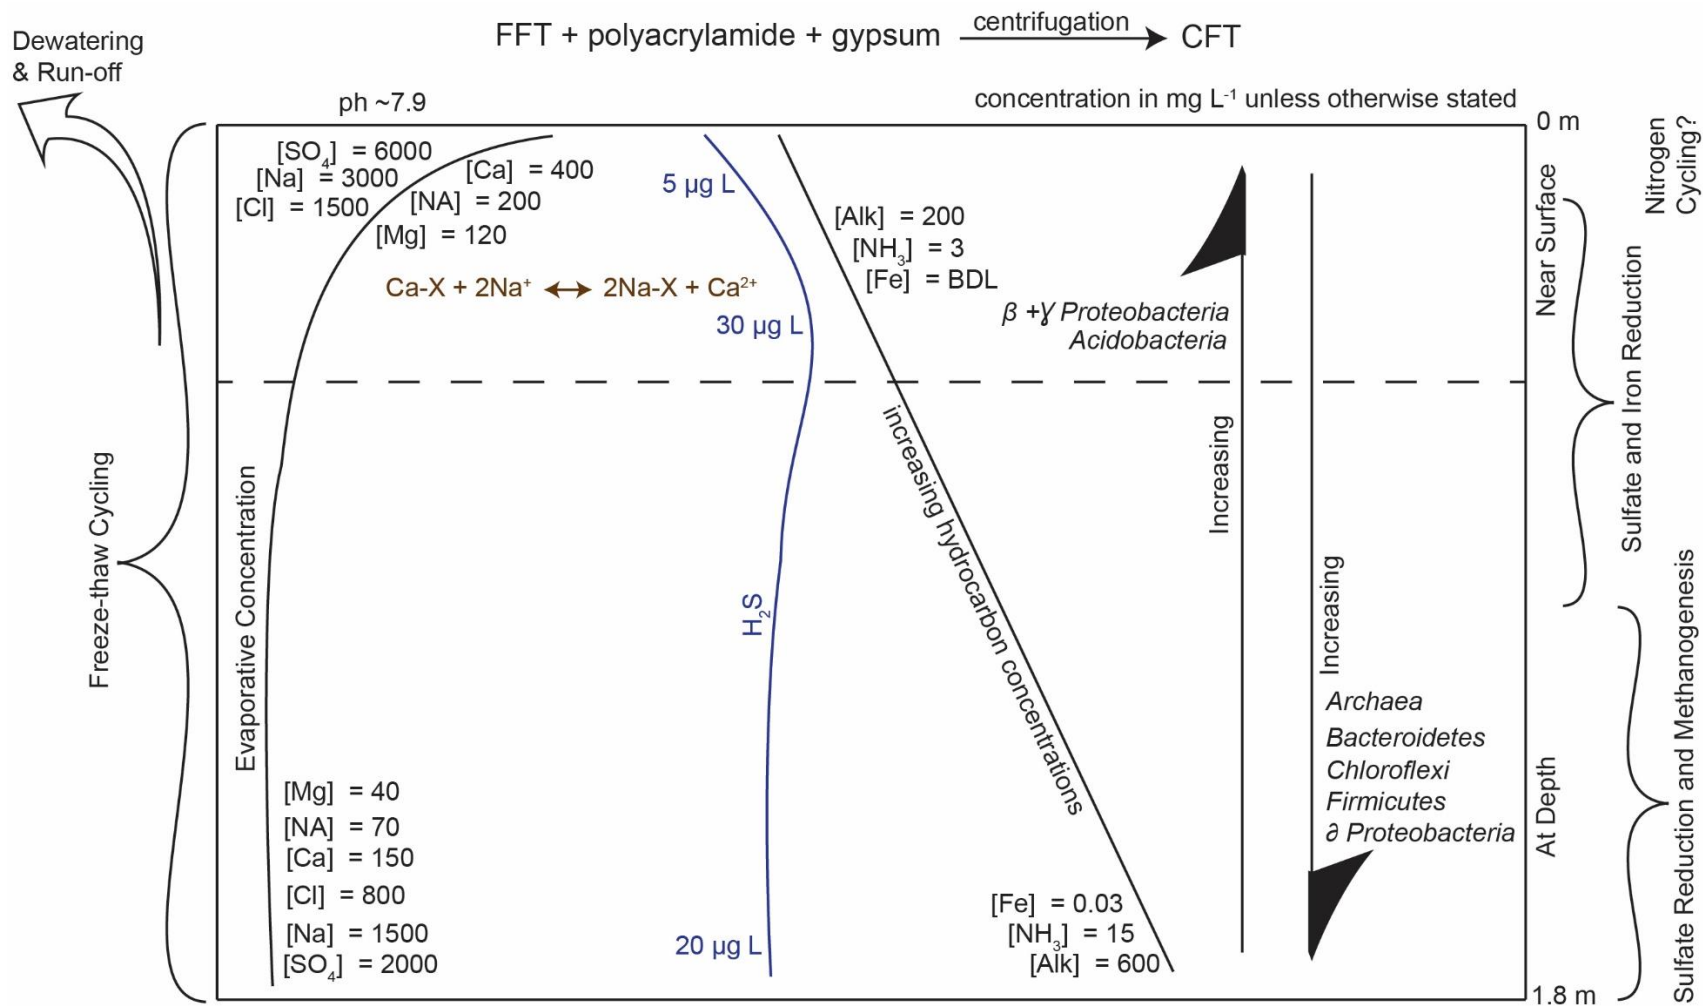 FFT + polyacrylamide + gypsum centrifugation CFT
Dewatering
& Run-off
ph ~7.9
concentration in mg L⁻¹ unless otherwise stated
0 m
Nitrogen
Cycling?
[SO₄] = 6000
[Na] = 3000
[Cl] = 1500
[Ca] = 400
[NA] = 200
[Mg] = 120
Ca-X + 2Na⁺ ↔ 2Na-X + Ca²⁺
5 µg L
30 µg L
[Alk] = 200
[NH₃] = 3
[Fe] = BDL
β +Ɣ Proteobacteria
Acidobacteria
Near Surface
Sulfate and Iron Reduction
Freeze-thaw Cycling
Evaporative Concentration
H₂S
increasing hydrocarbon concentrations
Increasing
Increasing
Archaea
Bacteroidetes
Chloroflexi
Firmicutes
∂ Proteobacteria
At Depth
Sulfate Reduction and Methanogenesis
[Mg] = 40
[NA] = 70
[Ca] = 150
[Cl] = 800
[Na] = 1500
[SO₄] = 2000
20 µg L
[Fe] = 0.03
[NH₃] = 15
[Alk] = 600
1.8 m